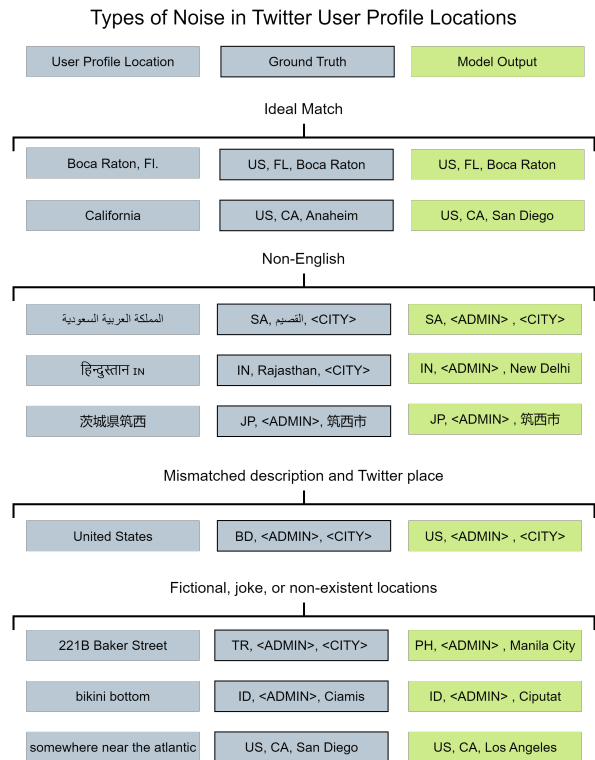 Types of Noise in Twitter User Profile Locations
User Profile Location Ground Truth Model Output
Ideal Match
Boca Raton, Fl. US, FL, Boca Raton US, FL, Boca Raton
California US, CA, Anaheim US, CA, San Diego
Non-English
المملكة العربية السعودية SA, القصيم, <CITY> SA, <ADMIN> , <CITY>
हिन्दुस्तान IN IN, Rajasthan, <CITY> IN, <ADMIN> , New Delhi
茨城県筑西 JP, <ADMIN>, 筑西市 JP, <ADMIN> , 筑西市
Mismatched description and Twitter place
United States BD, <ADMIN>, <CITY> US, <ADMIN> , <CITY>
Fictional, joke, or non-existent locations
221B Baker Street TR, <ADMIN>, <CITY> PH, <ADMIN> , Manila City
bikini bottom ID, <ADMIN>, Ciamis ID, <ADMIN> , Ciputat
somewhere near the atlantic US, CA, San Diego US, CA, Los Angeles